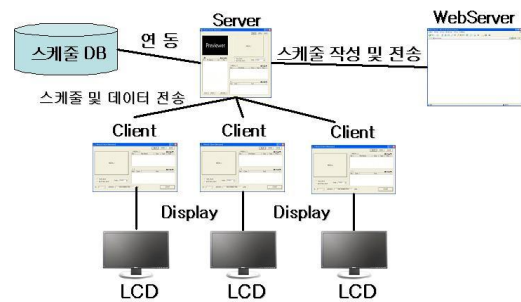 WebServer
Server
스케줄 DB
연 동
Previewer
스케줄 작성 및 전송
스케줄 및 데이터 전송
Client
Client
Client
Display
Display
LCD
LCD
LCD